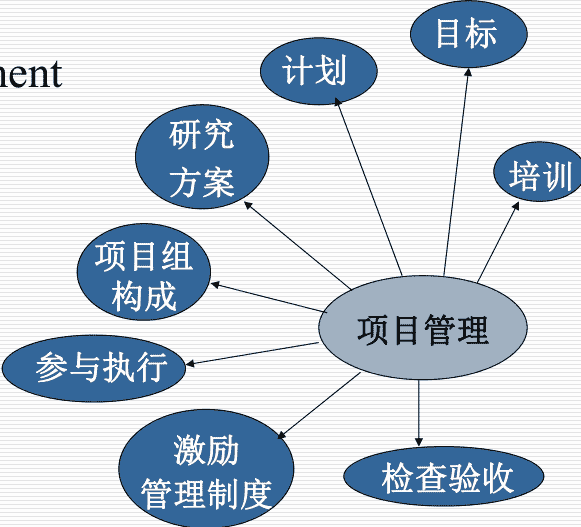 目标
计划
nent
研究
方案
培训
项目组
构成
项目管理
参与执行
激励
管理制度
检查验收